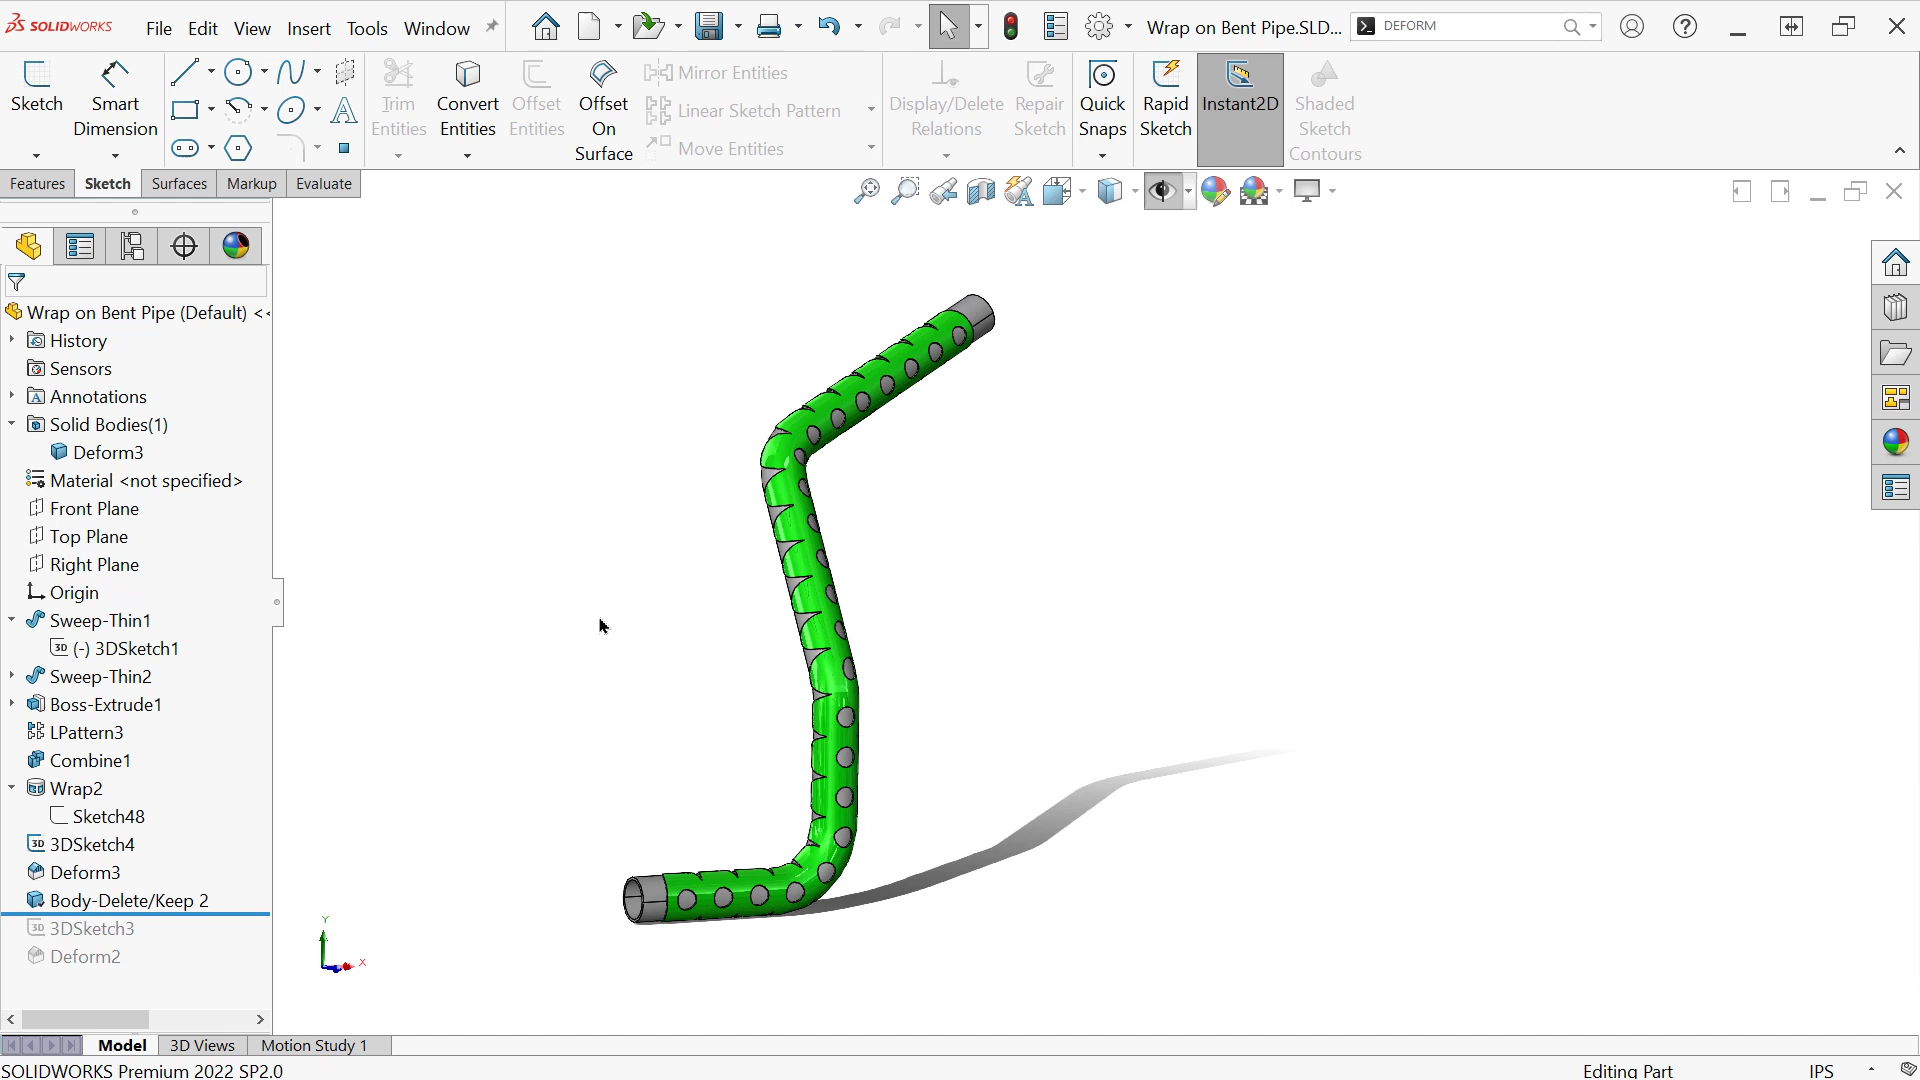 SOLIDWORKS File Edit View Insert Tools Window Wrap on Bent Pipe.SLD... DEFORM
Sketch
Smart Dimension
Trim Entities
Convert Entities
Offset Entities
Offset On Surface
Mirror Entities
Linear Sketch Pattern
Move Entities
Display/Delete Relations
Repair Sketch
Quick Snaps
Rapid Sketch
Instant2D
Shaded Sketch Contours
Features Sketch Surfaces Markup Evaluate
Wrap on Bent Pipe (Default) <<
History
Sensors
Annotations
Solid Bodies(1)
Deform3
Material <not specified>
Front Plane
Top Plane
Right Plane
Origin
Sweep-Thin1
3D (-) 3DSketch1
Sweep-Thin2
Boss-Extrude1
LPattern3
Combine1
Wrap2
Sketch48
3D 3DSketch4
Deform3
Body-Delete/Keep 2
3D 3DSketch3
Deform2
Y
X
Model 3D Views Motion Study 1
SOLIDWORKS Premium 2022 SP2.0 Editing Part IPS